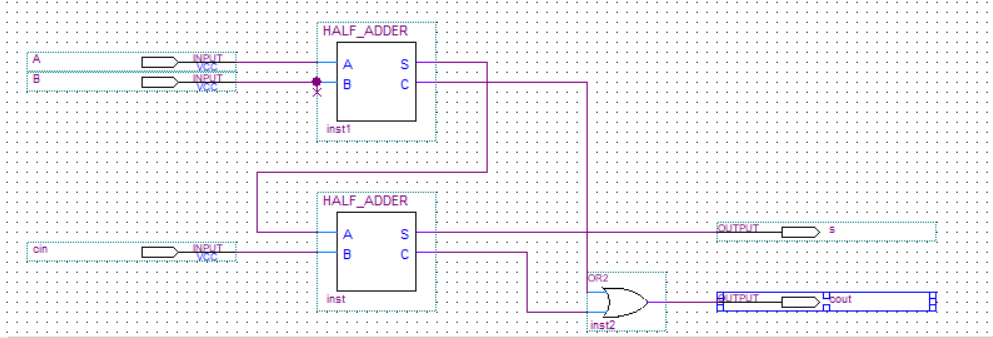 HALF_ADDER
A INPUT
VCC
B INPUT
VCC
A S
B C
inst1
HALF_ADDER
A S
B C
inst
cin INPUT
VCC
OUTPUT s
OR2
inst2
OUTPUT cout